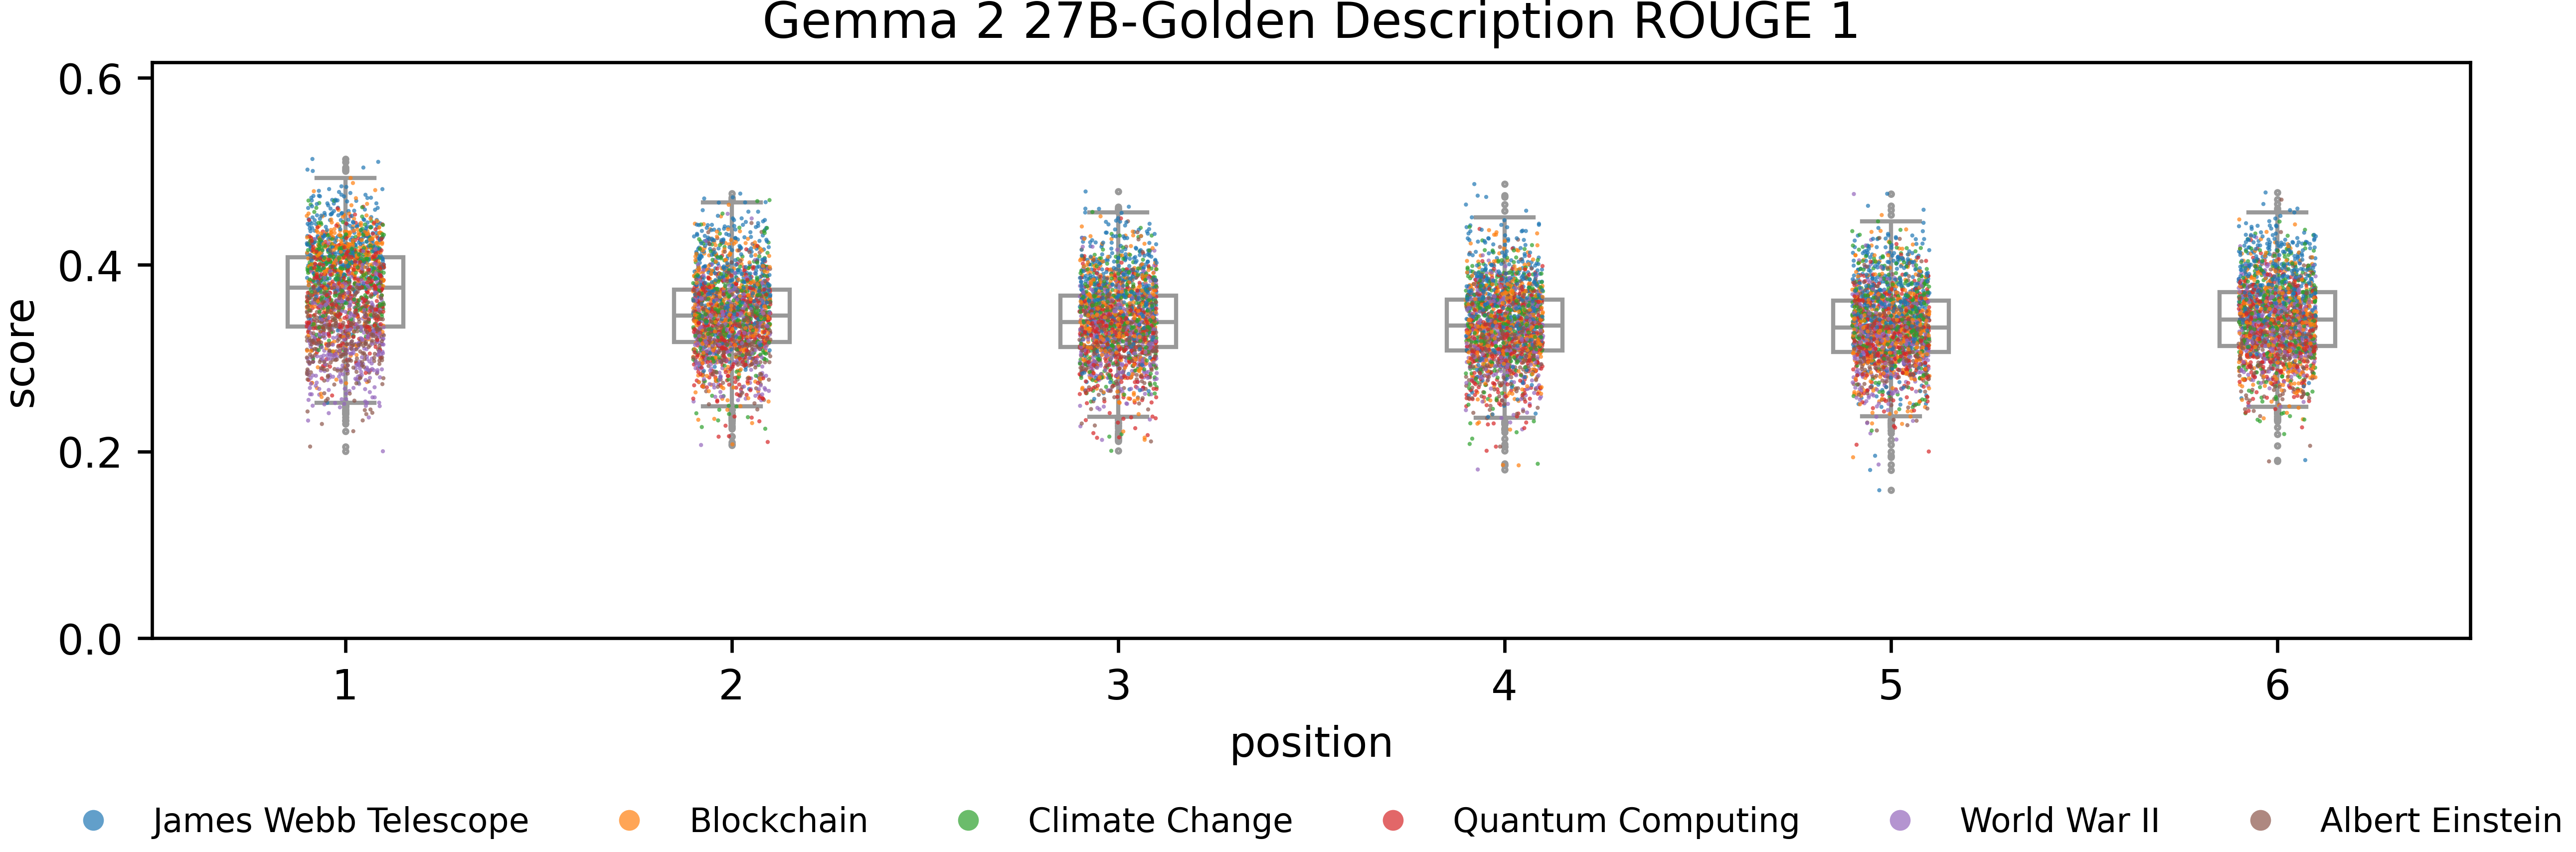 Gemma 2 27B-Golden Description ROUGE 1
0.6
0.4
0.2
0.0
score
1 2 3 4 5 6
position
James Webb Telescope Blockchain Climate Change Quantum Computing World War II Albert Einstein